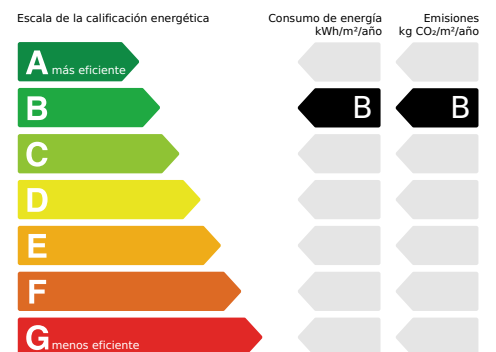 Escala de la calificación energética
Consumo de energía
kWh/m²/año
Emisiones
kg CO₂/m²/año
A más eficiente
B B B
C
D
E
F
G menos eficiente